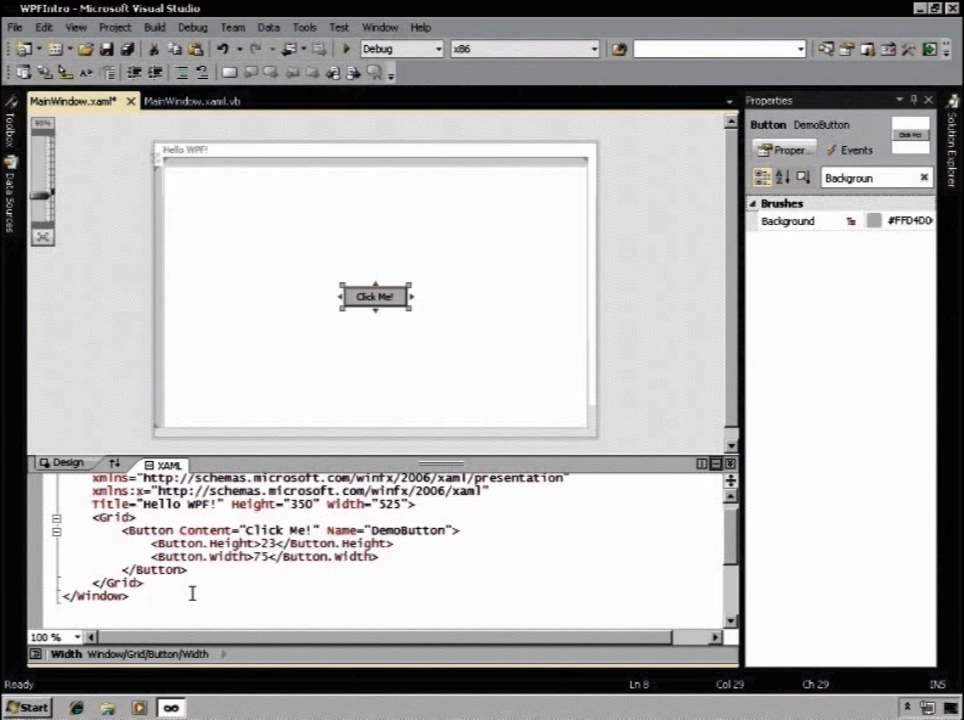 WPFIntro - Microsoft Visual Studio
File Edit View Project Build Debug Team Data Tools Test Window Help
Debug x86
MainWindow.xaml* MainWindow.xaml.vb
Toolbox
Data Sources
90%
Hello WPF!
Click Me!
Properties
Button DemoButton
Click Me!
Proper... Events
Backgroun
Brushes
Background #FFD4D0
Solution Explorer
Design XAML
xmlns="http://schemas.microsoft.com/winfx/2006/xaml/presentation"
xmlns:x="http://schemas.microsoft.com/winfx/2006/xaml"
Title="Hello WPF!" Height="350" Width="525">
<Grid>
<Button Content="Click Me!" Name="DemoButton">
<Button.Height>23</Button.Height>
<Button.Width>75</Button.Width>
</Button>
</Grid>
</Window>
100 %
Width Window/Grid/Button/Width
Ready Ln 8 Col 29 Ch 29 INS
Start